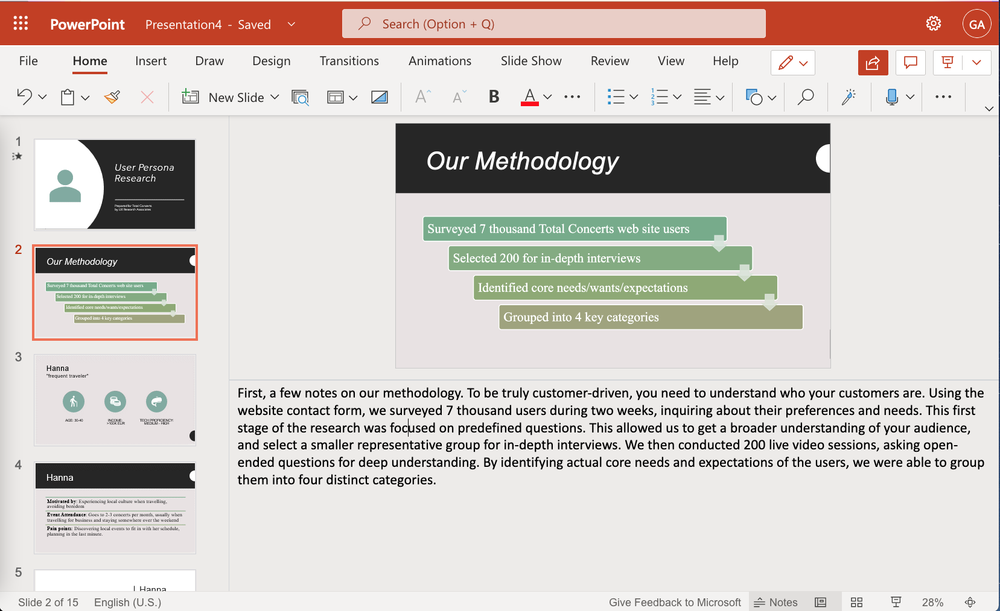 PowerPoint Presentation4 - Saved
Search (Option + Q)
GA
File Home Insert Draw Design Transitions Animations Slide Show Review View Help
New Slide
A A B A
1
User Persona
Research
Prepared for Total Concerts
by UX Research Associates
2
Our Methodology
Surveyed 7 thousand Total Concerts web site users
Selected 200 for in-depth interviews
Identified core needs/wants/expectations
Grouped into 4 key categories
3
Hanna
"frequent traveler"
AGE: 30-40
INCOME:
>100K EUR
TECH PROFICIENCY:
MEDIUM - HIGH
4
Hanna
Motivated by: Experiencing local culture when travelling,
avoiding boredom
Event Attendance: Goes to 2-3 concerts per month, usually when
travelling for business and staying somewhere over the weekend
Pain points: Discovering local events to fit in with her schedule,
planning in the last minute.
5
Hanna
Our Methodology
Surveyed 7 thousand Total Concerts web site users
Selected 200 for in-depth interviews
Identified core needs/wants/expectations
Grouped into 4 key categories
First, a few notes on our methodology. To be truly customer-driven, you need to understand who your customers are. Using the
website contact form, we surveyed 7 thousand users during two weeks, inquiring about their preferences and needs. This first
stage of the research was focused on predefined questions. This allowed us to get a broader understanding of your audience,
and select a smaller representative group for in-depth interviews. We then conducted 200 live video sessions, asking open-
ended questions for deep understanding. By identifying actual core needs and expectations of the users, we were able to group
them into four distinct categories.
Slide 2 of 15 English (U.S.)
Give Feedback to Microsoft Notes 28%